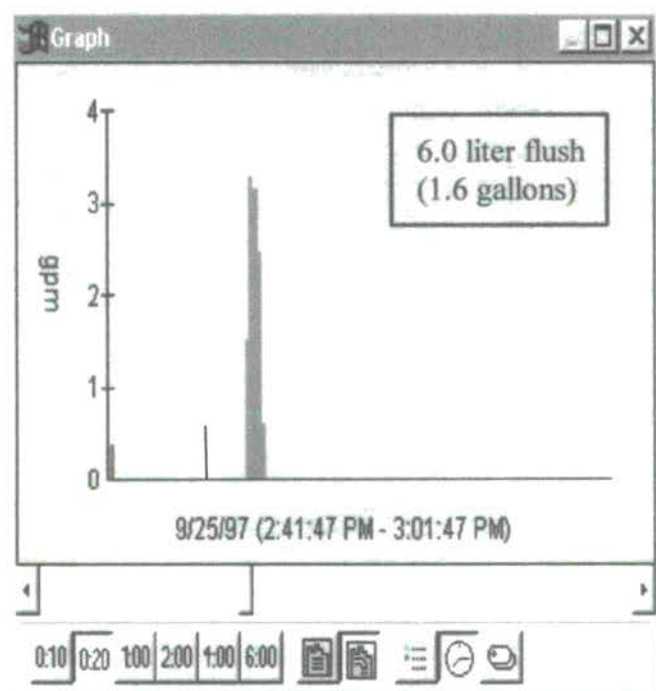 Graph
4
3
2
1
0
gpm
6.0 liter flush
(1.6 gallons)
9/25/97 (2:41:47 PM - 3:01:47 PM)
0:10 0:20 1:00 2:00 4:00 6:00